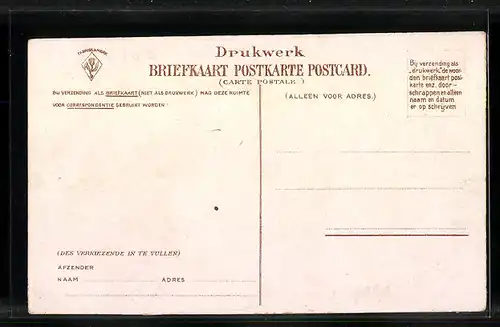 FABRIEKSMERK
Drukwerk
BRIEFKAART POSTKARTE POSTCARD.
(CARTE POSTALE)
BIJ VERZENDING ALS BRIEFKAART (NIET ALS DRUKWERK) MAG DEZE RUIMTE
VOOR CORRESPONDENTIE GEBRUIKT WORDEN
(ALLEEN VOOR ADRES.)
Bij verzending als
„drukwerk" de woor-
den briefkaart post-
karte enz. door-
schrappen en alleen
naam en datum
er op schrijven
(DES VERKIEZENDE IN TE VULLEN)
AFZENDER
NAAM ADRES